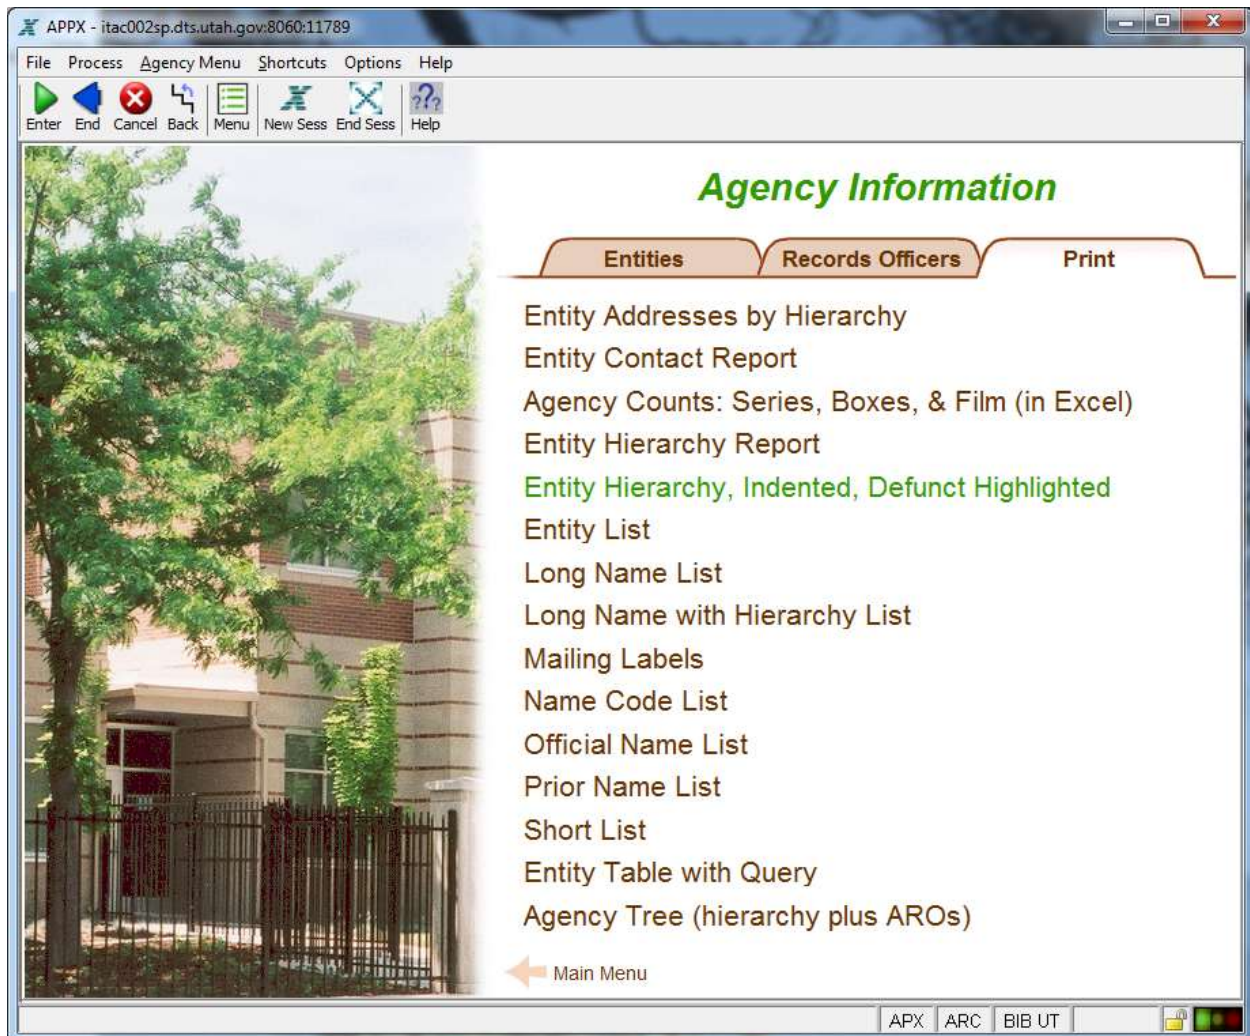 APPX - itac002sp.dts.utah.gov:8060:11789
File Process Agency Menu Shortcuts Options Help
Enter End Cancel Back Menu New Sess End Sess ??? Help
Agency Information
Entities Records Officers Print
Entity Addresses by Hierarchy
Entity Contact Report
Agency Counts: Series, Boxes, & Film (in Excel)
Entity Hierarchy Report
Entity Hierarchy, Indented, Defunct Highlighted
Entity List
Long Name List
Long Name with Hierarchy List
Mailing Labels
Name Code List
Official Name List
Prior Name List
Short List
Entity Table with Query
Agency Tree (hierarchy plus AROs)
Main Menu
APX ARC BIB UT